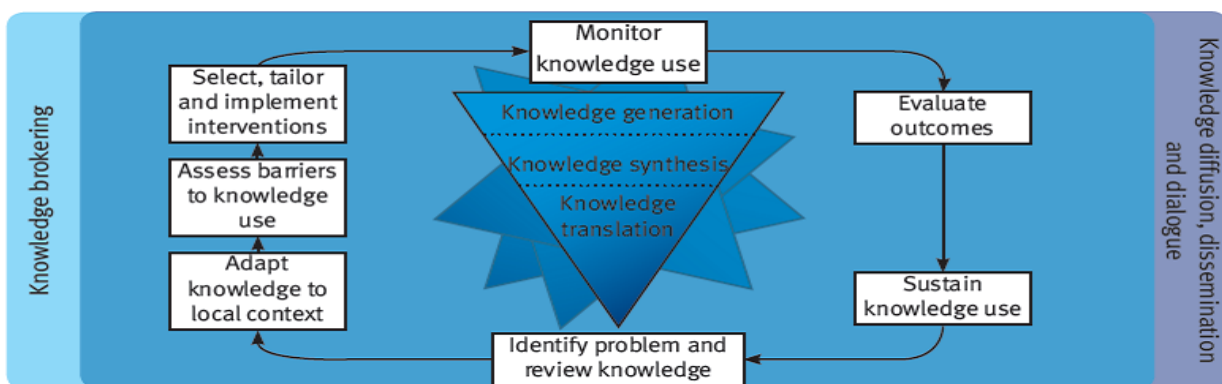 Knowledge brokering
Monitor
knowledge use
Select, tailor
and implement
interventions
Assess barriers
to knowledge
use
Adapt
knowledge to
local context
Knowledge generation
Knowledge synthesis
Knowledge
translation
Evaluate
outcomes
Sustain
knowledge use
Identify problem and
review knowledge
Knowledge diffusion, dissemination
and dialogue